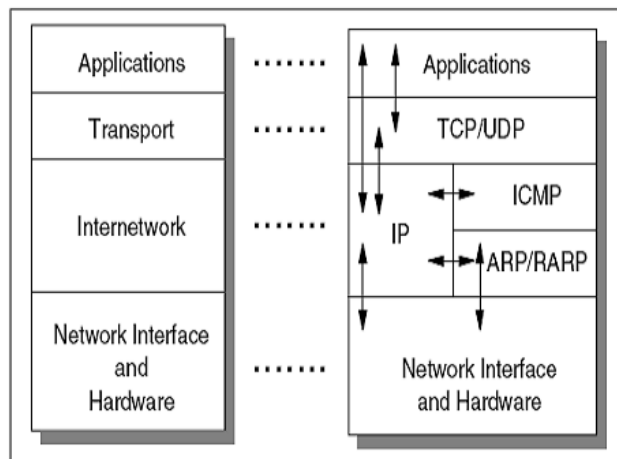 Applications
Transport
Internetwork
Network Interface
and
Hardware
Applications
TCP/UDP
IP
ICMP
ARP/RARP
Network Interface
and Hardware